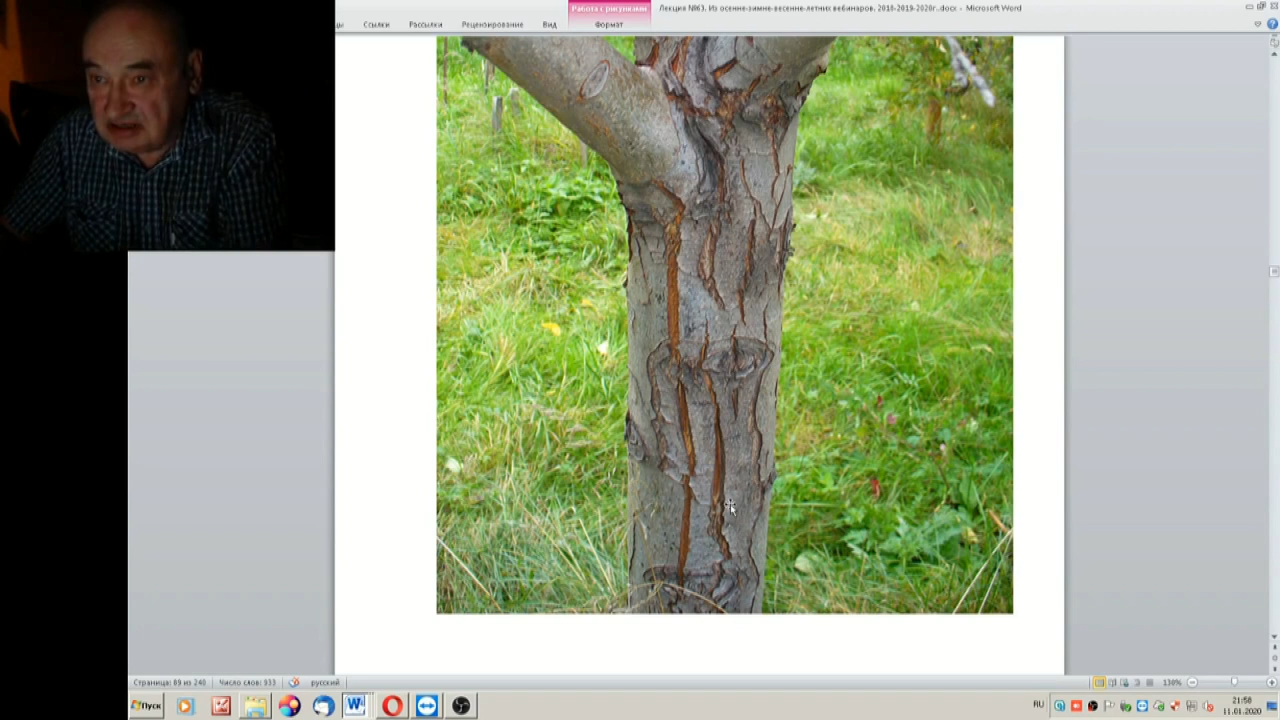 Работа с рисунками
Лекция №63. Из осенне-зимне-весенне-летних вебинаров, 2018-2019-2020г..docx - Microsoft Word
Ссылки
Рассылки
Рецензирование
Вид
Формат
Страница: 89 из 240
Число слов: 933
русский
138%
Пуск
RU
21:58
11.01.2020